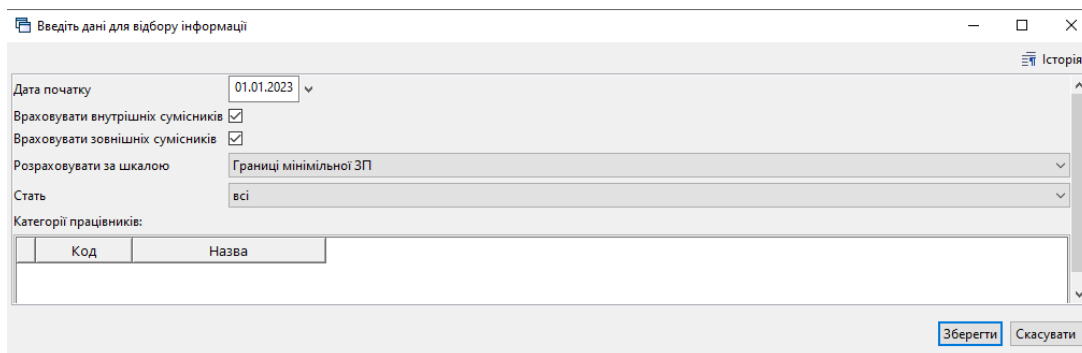 Введіть дані для відбору інформації
Історія
Дата початку 01.01.2023
Враховувати внутрішніх сумісників
Враховувати зовнішніх сумісників
Розраховувати за шкалою Границі мінімільної ЗП
Стать всі
Категорії працівників:
Код Назва
Зберегти Скасувати